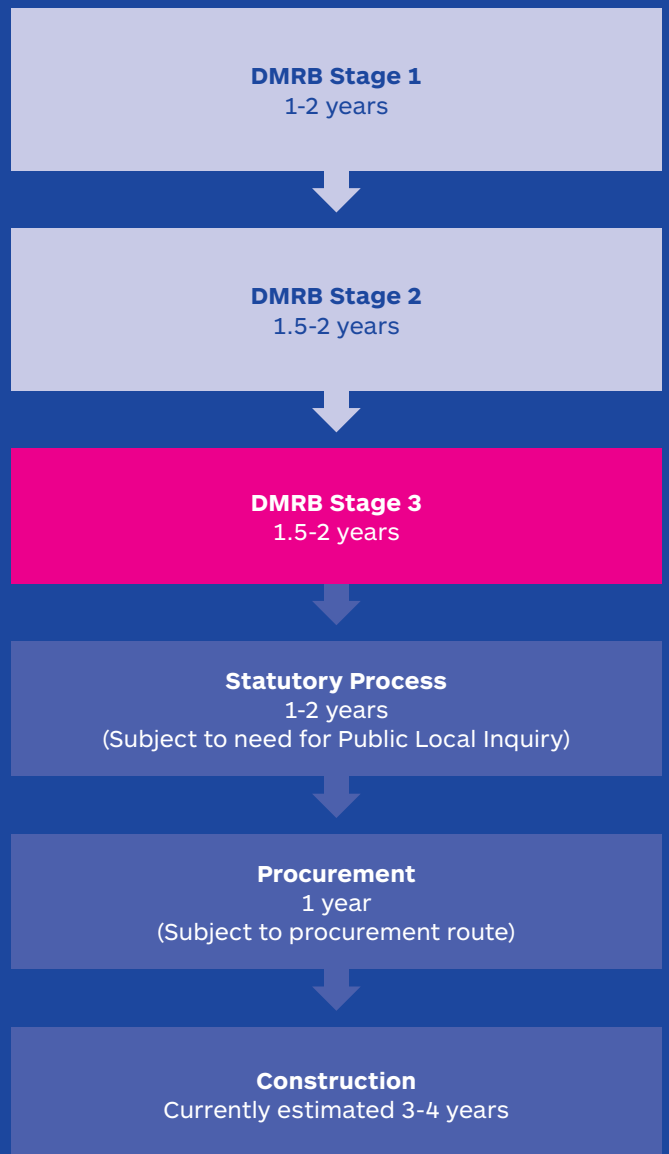 DMRB Stage 1
1-2 years
DMRB Stage 2
1.5-2 years
DMRB Stage 3
1.5-2 years
Statutory Process
1-2 years
(Subject to need for Public Local Inquiry)
Procurement
1 year
(Subject to procurement route)
Construction
Currently estimated 3-4 years